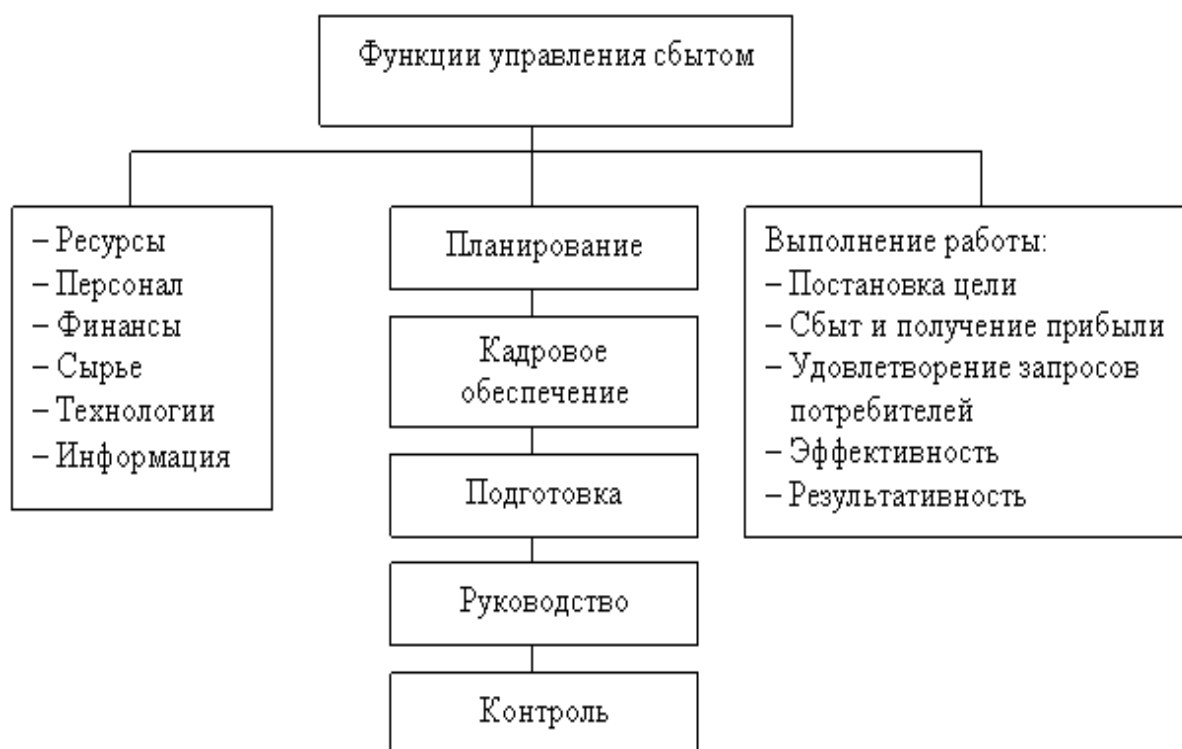 Функции управления сбытом
– Ресурсы
– Персонал
– Финансы
– Сырье
– Технологии
– Информация
Планирование
Кадровое
обеспечение
Подготовка
Руководство
Контроль
Выполнение работы:
– Постановка цели
– Сбыт и получение прибыли
– Удовлетворение запросов
потребителей
– Эффективность
– Результативность